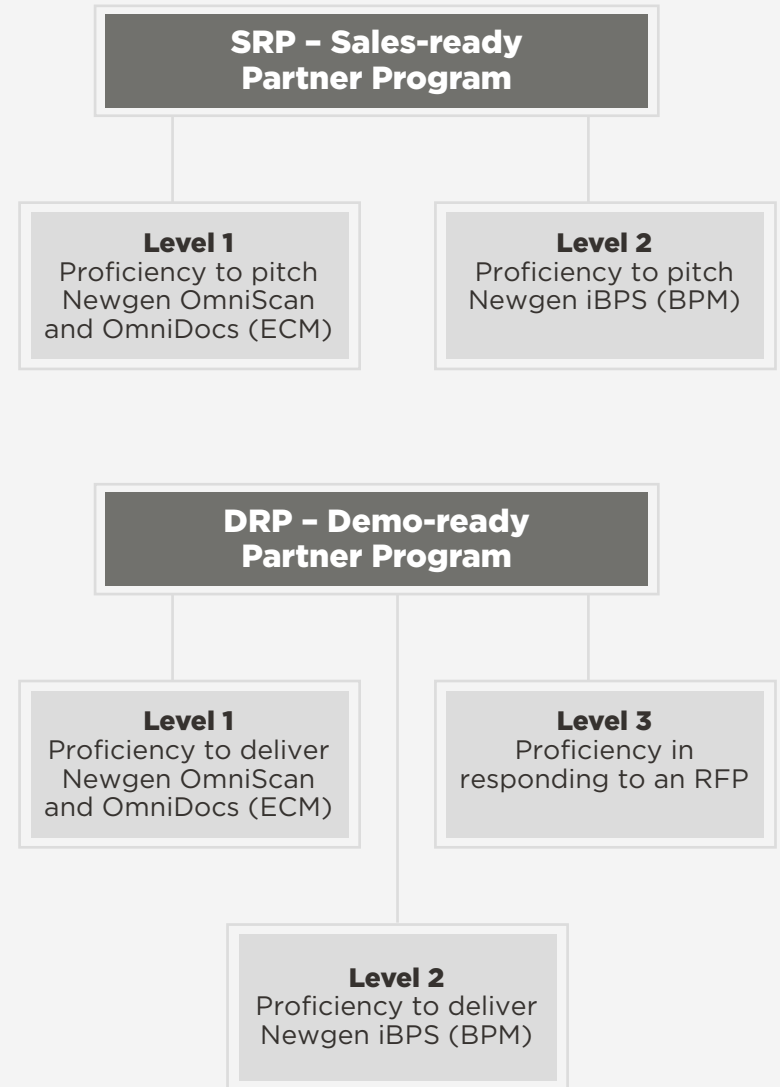 SRP – Sales-ready
Partner Program
Level 1
Proficiency to pitch
Newgen OmniScan
and OmniDocs (ECM)
Level 2
Proficiency to pitch
Newgen iBPS (BPM)
DRP – Demo-ready
Partner Program
Level 1
Proficiency to deliver
Newgen OmniScan
and OmniDocs (ECM)
Level 3
Proficiency in
responding to an RFP
Level 2
Proficiency to deliver
Newgen iBPS (BPM)